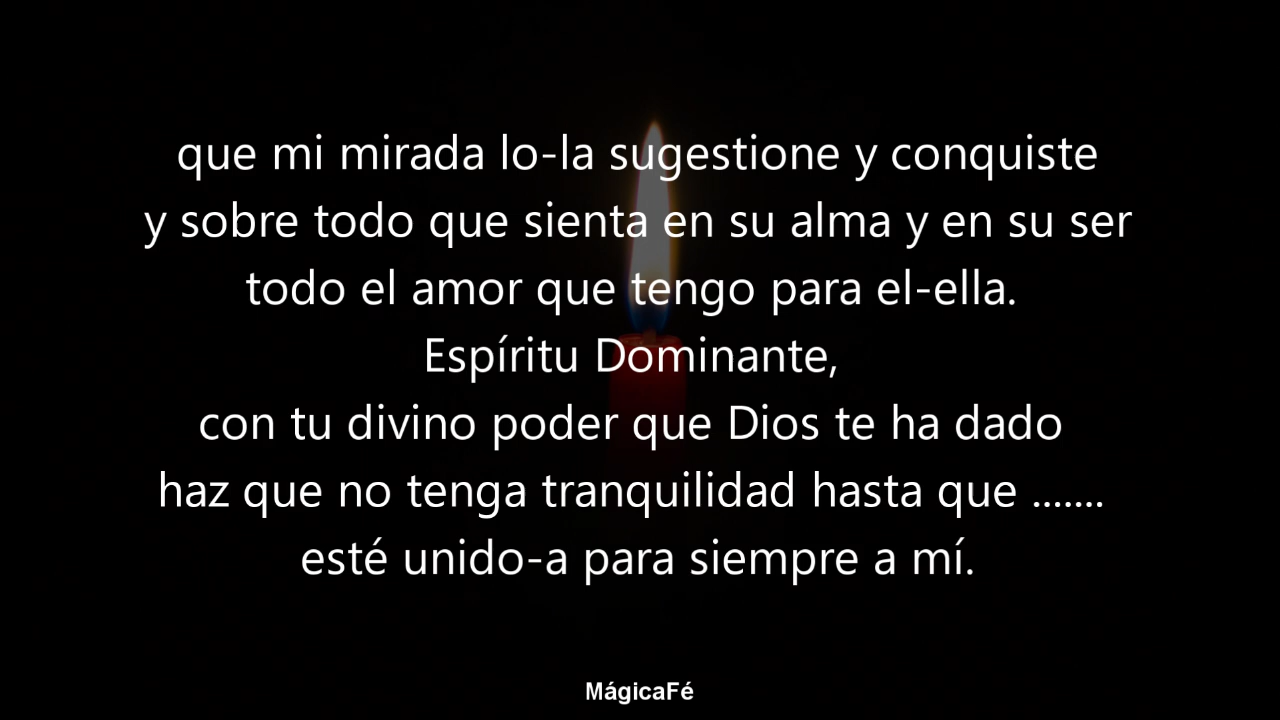 que mi mirada lo-la sugestione y conquiste
y sobre todo que sienta en su alma y en su ser
todo el amor que tengo para el-ella.
Espíritu Dominante,
con tu divino poder que Dios te ha dado
haz que no tenga tranquilidad hasta que .......
esté unido-a para siempre a mí.
MágicaFé